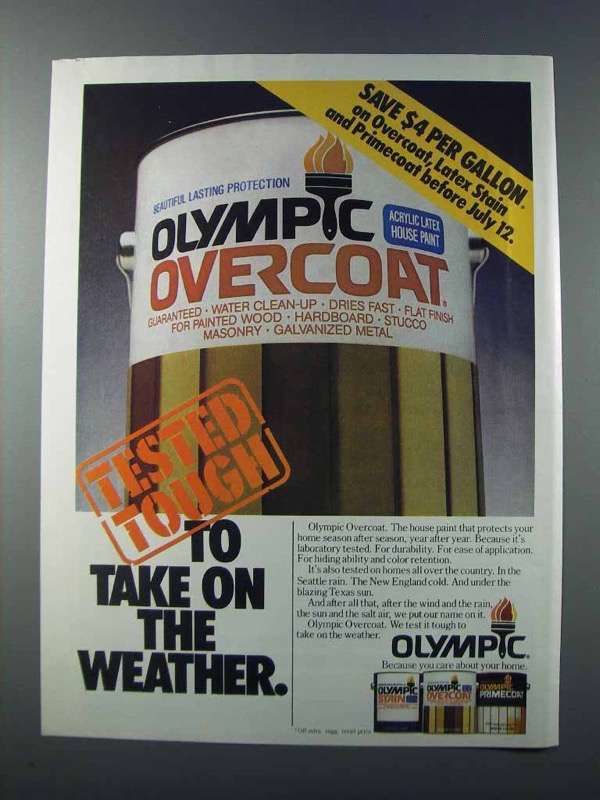 SAVE $4 PER GALLON*
on Overcoat, Latex Stain
and Primecoat before July 12.
BEAUTIFUL LASTING PROTECTION
OLYMPIC
ACRYLIC LATEX
HOUSE PAINT
OVERCOAT®
GUARANTEED · WATER CLEAN-UP · DRIES FAST · FLAT FINISH
FOR PAINTED WOOD · HARDBOARD · STUCCO
MASONRY · GALVANIZED METAL
TESTED
TOUGH
TO
TAKE ON
THE
WEATHER.
Olympic Overcoat. The house paint that protects your
home season after season, year after year. Because it's
laboratory tested. For durability. For ease of application.
For hiding ability and color retention.
It's also tested on homes all over the country. In the
Seattle rain. The New England cold. And under the
blazing Texas sun.
And after all that, after the wind and the rain,
the sun and the salt air, we put our name on it.
Olympic Overcoat. We test it tough to
take on the weather.
OLYMPIC®
Because you care about your home.
OLYMPIC
STAIN
OLYMPIC
OVERCOAT
OLYMPIC
PRIMECOAT
*Off mfrs. sugg. retail price